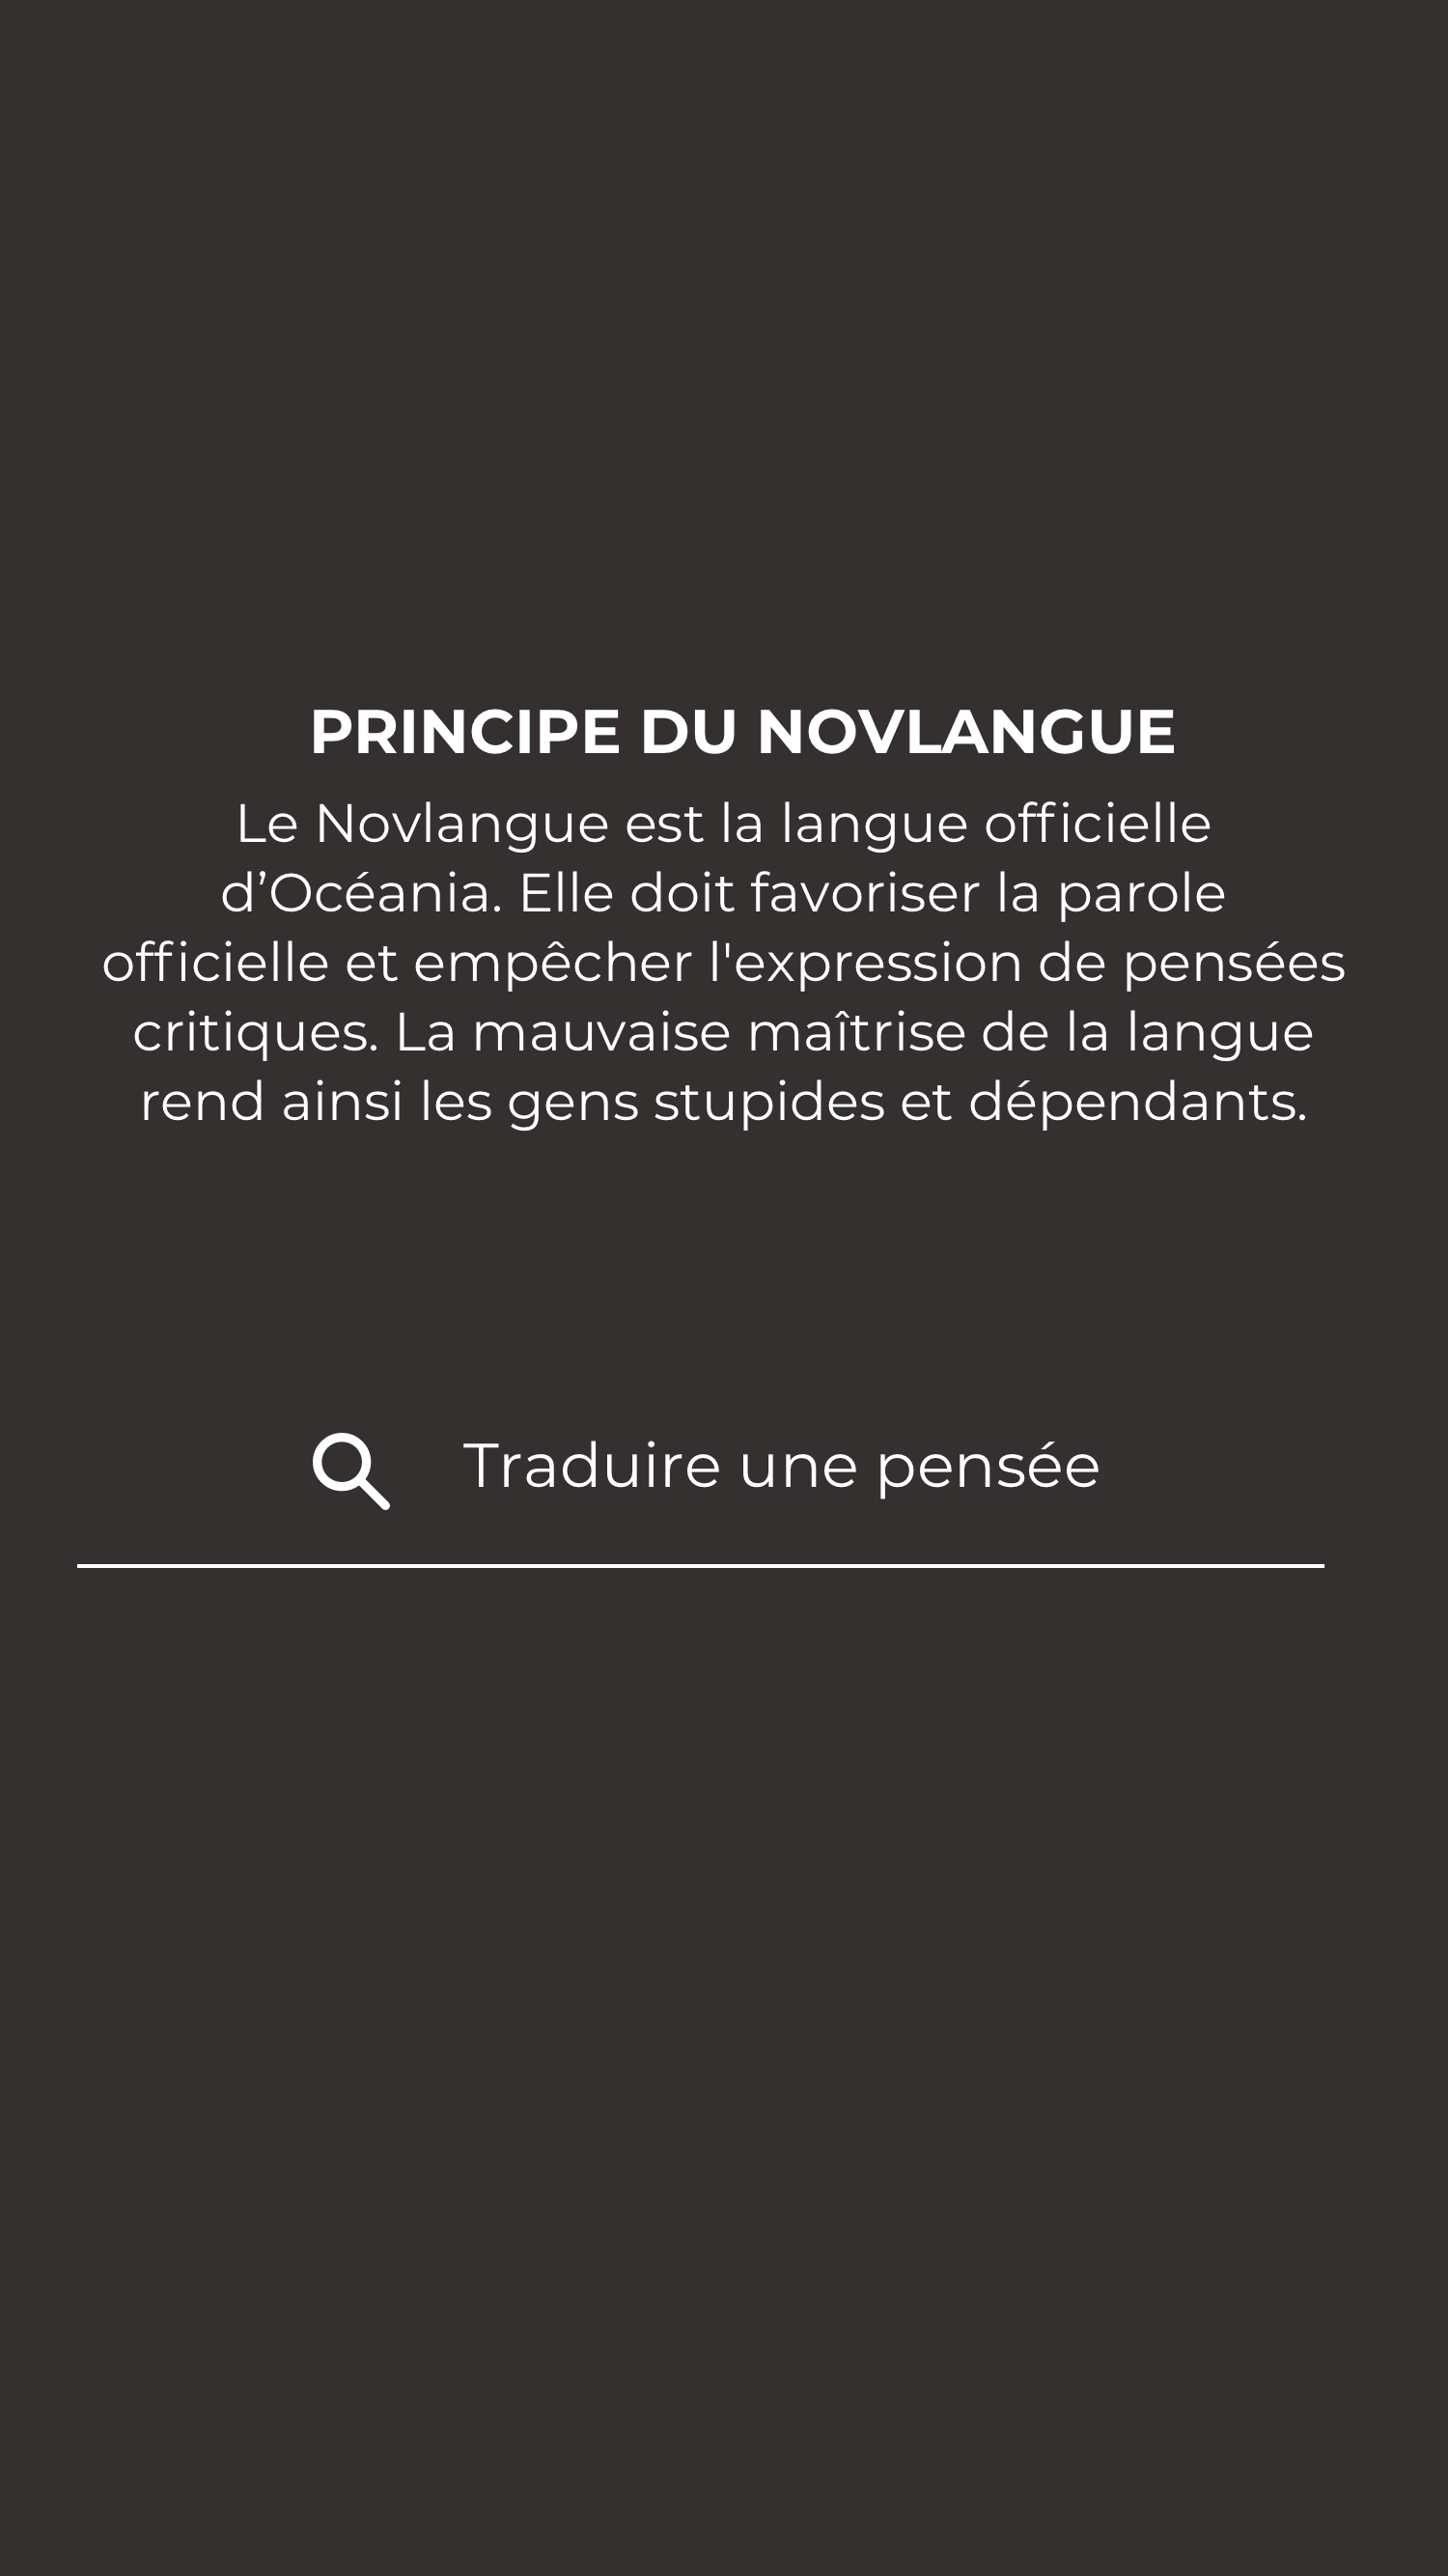 PRINCIPE DU NOVLANGUE
Le Novlangue est la langue officielle
d’Océania. Elle doit favoriser la parole
officielle et empêcher l'expression de pensées
critiques. La mauvaise maîtrise de la langue
rend ainsi les gens stupides et dépendants.
Traduire une pensée